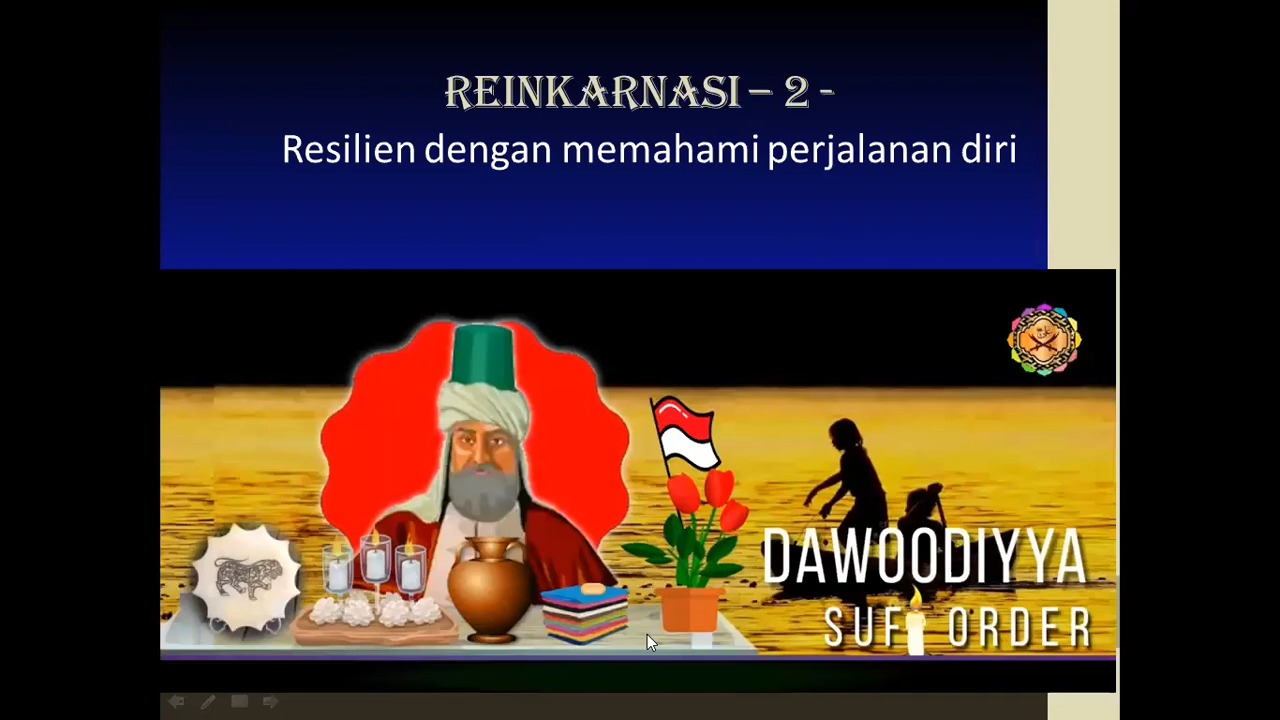 REINKARNASI – 2 -
Resilien dengan memahami perjalanan diri
DAWOODIYYA
SUFI ORDER